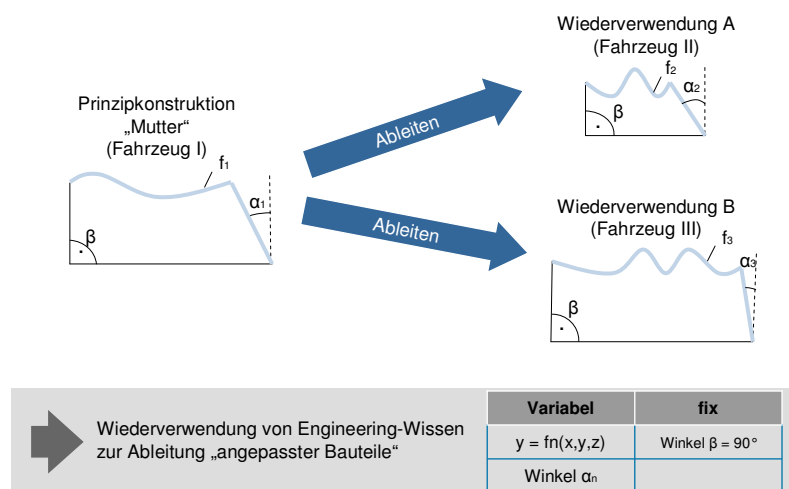 Wiederverwendung A
(Fahrzeug II)
f2
α2
β
Prinzipkonstruktion
„Mutter“
(Fahrzeug I)
f1
α1
β
Ableiten
Ableiten
Wiederverwendung B
(Fahrzeug III)
f3
α3
β
Wiederverwendung von Engineering-Wissen
zur Ableitung „angepasster Bauteile“
Variabel fix
y = fn(x,y,z) Winkel β = 90°
Winkel αn